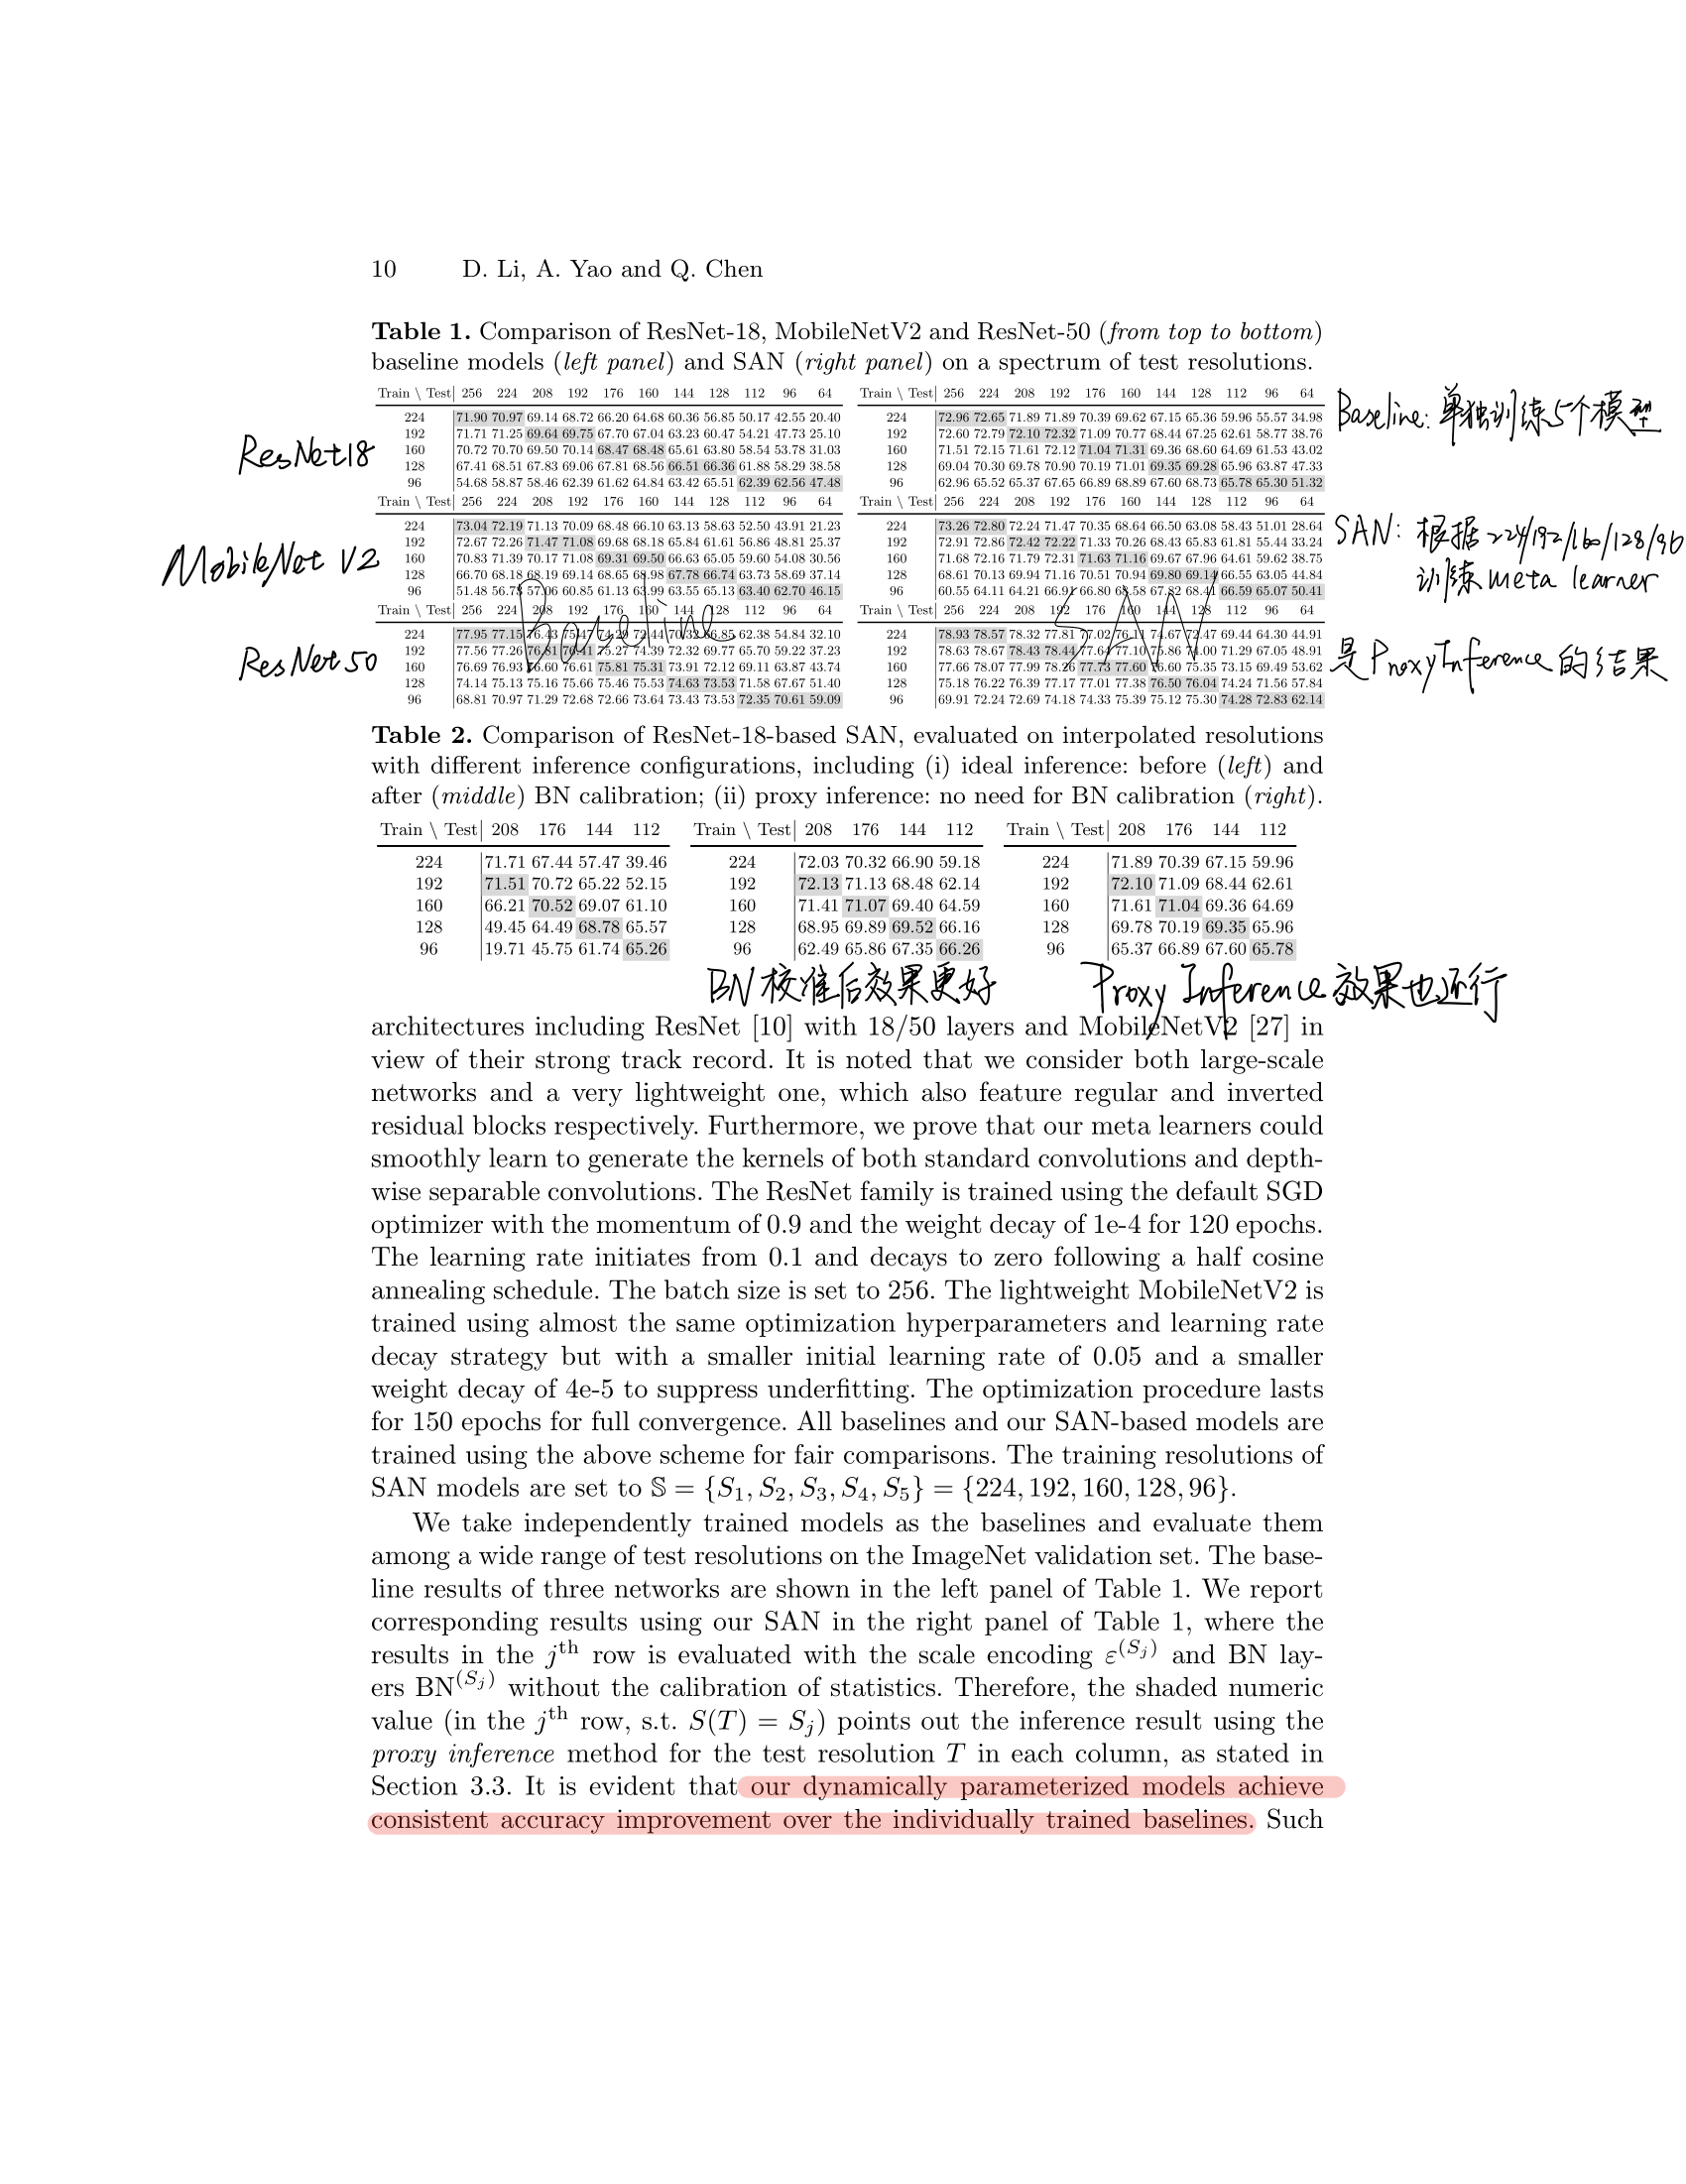 10 D. Li, A. Yao and Q. Chen
Table 1. Comparison of ResNet-18, MobileNetV2 and ResNet-50 (from top to bottom)
baseline models (left panel) and SAN (right panel) on a spectrum of test resolutions.
Train \ Test 256 224 208 192 176 160 144 128 112 96 64
224 71.90 70.97 69.14 68.72 66.20 64.68 60.36 56.85 50.17 42.55 20.40
192 71.71 71.25 69.64 69.75 67.70 67.04 63.23 60.47 54.21 47.73 25.10
160 70.72 70.70 69.50 70.14 68.47 68.48 65.61 63.80 58.54 53.78 31.03
128 67.41 68.51 67.83 69.06 67.81 68.56 66.51 66.36 61.88 58.29 38.58
96 54.68 58.87 58.46 62.39 61.62 64.84 63.42 65.51 62.39 62.56 47.48
Train \ Test 256 224 208 192 176 160 144 128 112 96 64
224 73.04 72.19 71.13 70.09 68.48 66.10 63.13 58.63 52.50 43.91 21.23
192 72.67 72.26 71.47 71.08 69.68 68.18 65.84 61.61 56.86 48.81 25.37
160 70.83 71.39 70.17 71.08 69.31 69.50 66.63 65.05 59.60 54.08 30.56
128 66.70 68.18 68.19 69.14 68.65 68.98 67.78 66.74 63.73 58.69 37.14
96 51.48 56.75 57.06 60.85 61.13 63.99 63.55 65.13 63.40 62.70 46.15
Train \ Test 256 224 208 192 176 160 144 128 112 96 64
224 77.95 77.15 76.43 75.47 74.29 72.44 70.32 66.85 62.38 54.84 32.10
192 77.56 77.26 76.81 76.41 75.27 74.39 72.32 69.77 65.70 59.22 37.23
160 76.69 76.93 76.60 76.61 75.81 75.31 73.91 72.12 69.11 63.87 43.74
128 74.14 75.13 75.16 75.66 75.46 75.53 74.63 73.53 71.58 67.67 51.40
96 68.81 70.97 71.29 72.68 72.66 73.64 73.43 73.53 72.35 70.61 59.09
Baseline
ResNet18
MobileNet V2
ResNet50
Train \ Test 256 224 208 192 176 160 144 128 112 96 64
224 72.96 72.65 71.89 71.89 70.39 69.62 67.15 65.36 59.96 55.57 34.98
192 72.60 72.79 72.10 72.32 71.09 70.77 68.44 67.25 62.61 58.77 38.76
160 71.51 72.15 71.61 72.12 71.04 71.31 69.36 68.60 64.69 61.53 43.02
128 69.04 70.30 69.78 70.90 70.19 71.01 69.35 69.28 65.96 63.87 47.33
96 62.96 65.52 65.37 67.65 66.89 68.89 67.60 68.73 65.78 65.30 51.32
Train \ Test 256 224 208 192 176 160 144 128 112 96 64
224 73.26 72.80 72.24 71.47 70.35 68.64 66.50 63.08 58.43 51.01 28.64
192 72.91 72.86 72.42 72.22 71.33 70.26 68.43 65.83 61.81 55.44 33.24
160 71.68 72.16 71.79 72.31 71.63 71.16 69.67 67.96 64.61 59.62 38.75
128 68.61 70.13 69.94 71.16 70.51 70.94 69.80 69.14 66.55 63.05 44.84
96 60.55 64.11 64.21 66.91 66.80 68.58 67.82 68.41 66.59 65.07 50.41
Train \ Test 256 224 208 192 176 160 144 128 112 96 64
224 78.93 78.57 78.32 77.81 77.02 76.11 74.67 72.47 69.44 64.30 44.91
192 78.63 78.67 78.43 78.44 77.64 77.10 75.86 74.00 71.29 67.05 48.91
160 77.66 78.07 77.99 78.26 77.73 77.60 76.60 75.35 73.15 69.49 53.62
128 75.18 76.22 76.39 77.17 77.01 77.38 76.50 76.04 74.24 71.56 57.84
96 69.91 72.24 72.69 74.18 74.33 75.39 75.12 75.30 74.28 72.83 62.14
SAN
Baseline: 单独训练5个模型
SAN: 根据224/192/160/128/96
训练meta learner
是ProxyInference的结果
Table 2. Comparison of ResNet-18-based SAN, evaluated on interpolated resolutions
with different inference configurations, including (i) ideal inference: before (left) and
after (middle) BN calibration; (ii) proxy inference: no need for BN calibration (right).
Train \ Test 208 176 144 112 Train \ Test 208 176 144 112 Train \ Test 208 176 144 112
224 71.71 67.44 57.47 39.46 224 72.03 70.32 66.90 59.18 224 71.89 70.39 67.15 59.96
192 71.51 70.72 65.22 52.15 192 72.13 71.13 68.48 62.14 192 72.10 71.09 68.44 62.61
160 66.21 70.52 69.07 61.10 160 71.41 71.07 69.40 64.59 160 71.61 71.04 69.36 64.69
128 49.45 64.49 68.78 65.57 128 68.95 69.89 69.52 66.16 128 69.78 70.19 69.35 65.96
96 19.71 45.75 61.74 65.26 96 62.49 65.86 67.35 66.26 96 65.37 66.89 67.60 65.78
BN校准后效果更好 Proxy Inference效果也还行
architectures including ResNet [10] with 18/50 layers and MobileNetV2 [27] in
view of their strong track record. It is noted that we consider both large-scale
networks and a very lightweight one, which also feature regular and inverted
residual blocks respectively. Furthermore, we prove that our meta learners could
smoothly learn to generate the kernels of both standard convolutions and depth-
wise separable convolutions. The ResNet family is trained using the default SGD
optimizer with the momentum of 0.9 and the weight decay of 1e-4 for 120 epochs.
The learning rate initiates from 0.1 and decays to zero following a half cosine
annealing schedule. The batch size is set to 256. The lightweight MobileNetV2 is
trained using almost the same optimization hyperparameters and learning rate
decay strategy but with a smaller initial learning rate of 0.05 and a smaller
weight decay of 4e-5 to suppress underfitting. The optimization procedure lasts
for 150 epochs for full convergence. All baselines and our SAN-based models are
trained using the above scheme for fair comparisons. The training resolutions of
SAN models are set to 𝕊 = {S₁, S₂, S₃, S₄, S₅} = {224, 192, 160, 128, 96}.
We take independently trained models as the baselines and evaluate them
among a wide range of test resolutions on the ImageNet validation set. The base-
line results of three networks are shown in the left panel of Table 1. We report
corresponding results using our SAN in the right panel of Table 1, where the
results in the jᵗʰ row is evaluated with the scale encoding ε^(S_j) and BN lay-
ers BN^(S_j) without the calibration of statistics. Therefore, the shaded numeric
value (in the jᵗʰ row, s.t. S(T) = S_j) points out the inference result using the
proxy inference method for the test resolution T in each column, as stated in
Section 3.3. It is evident that our dynamically parameterized models achieve
consistent accuracy improvement over the individually trained baselines. Such